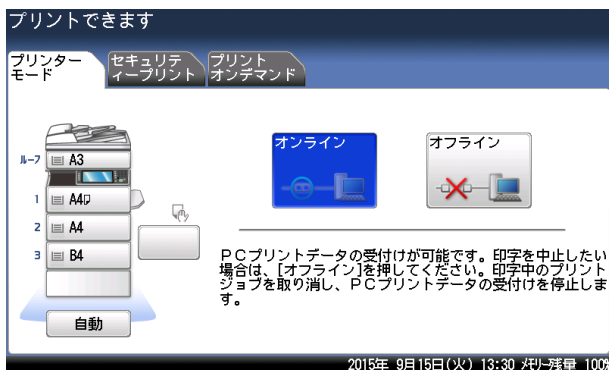 プリントできます
プリンター
モード
セキュリテ
ィープリント
プリント
オンデマンド
ルーフ A3
1 A4
2 A4
3 B4
自動
オンライン
オフライン
PCプリントデータの受付けが可能です。印字を中止したい
場合は、[オフライン]を押してください。印字中のプリント
ジョブを取り消し、PCプリントデータの受付けを停止しま
す。
2015年 9月15日(火) 13:30 メモリー残量 100%